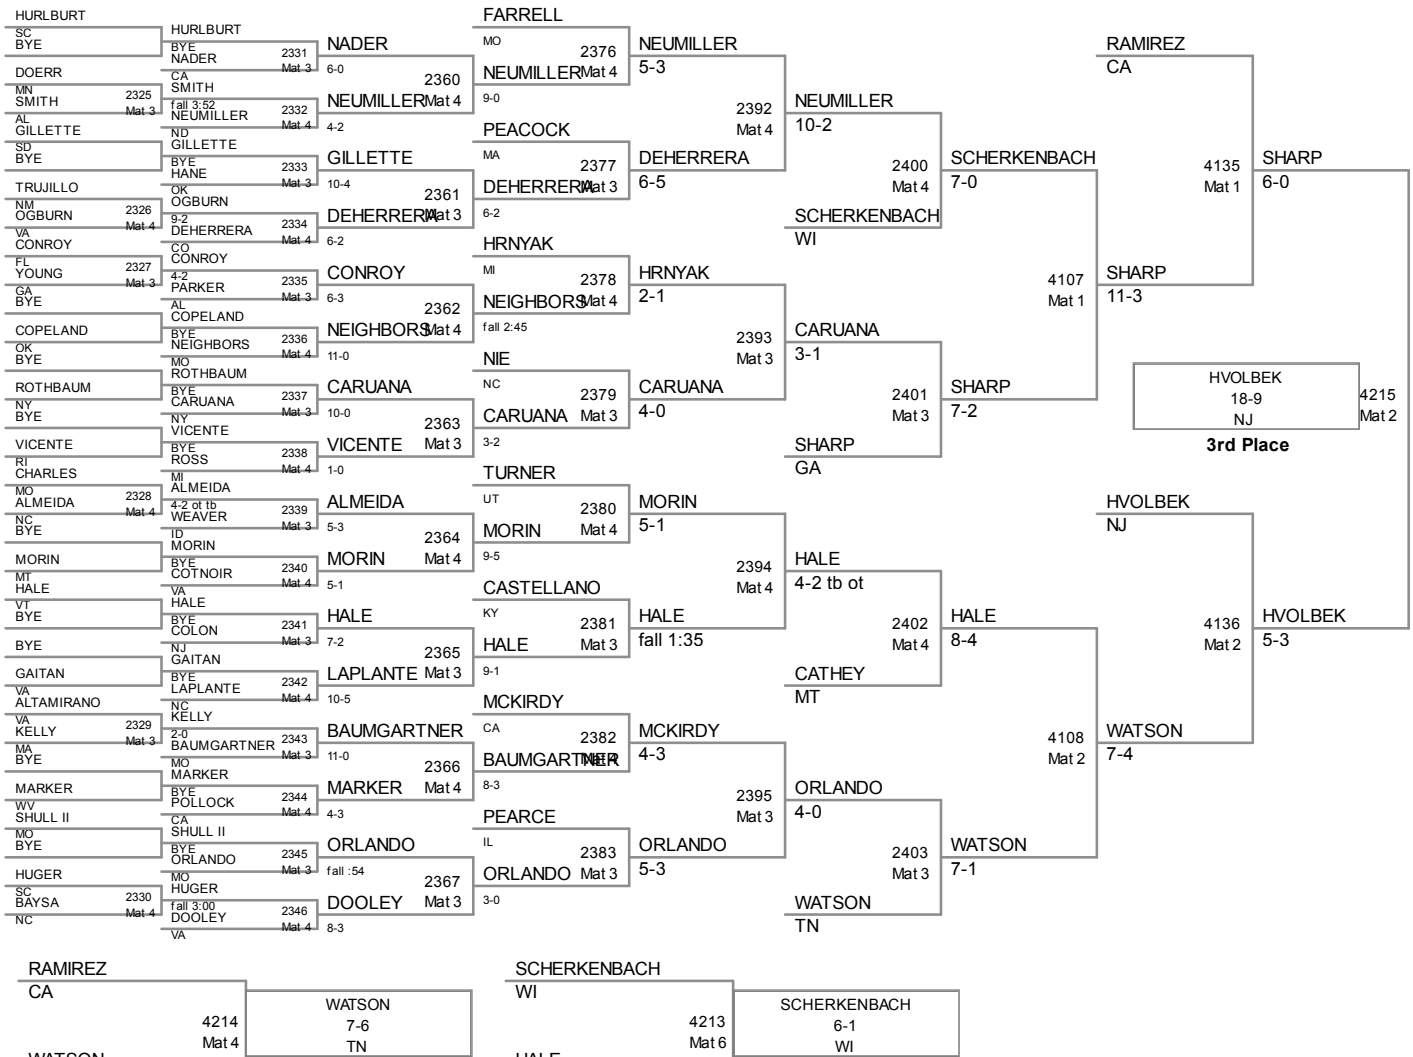 HURLBURT
SC
BYE
DOERR
MN
SMITH
2325
Mat 3
AL
GILLETTE
SD
BYE
TRUJILLO
NM
OGBURN
2326
Mat 4
VA
CONROY
FL
YOUNG
2327
Mat 3
GA
BYE
COPELAND
OK
BYE
ROTHBAUM
NY
BYE
VICENTE
RI
CHARLES
MO
ALMEIDA
2328
Mat 4
NC
BYE
MORIN
MT
HALE
VT
BYE
BYE
GAITAN
VA
ALTAMIRANO
VA
KELLY
2329
Mat 3
MA
BYE
MARKER
WV
SHULL II
MO
BYE
HUGER
SC
BAYSA
2330
Mat 4
NC
HURLBURT
BYE
NADER
2331
Mat 3
CA
SMITH
fall 3:52
NEUMILLER
2332
Mat 4
ND
GILLETTE
BYE
HANE
2333
Mat 3
OK
OGBURN
9-2
DEHERRERA
2334
Mat 4
CO
CONROY
4-2
PARKER
2335
Mat 3
AL
COPELAND
BYE
NEIGHBORS
2336
Mat 4
MO
ROTHBAUM
BYE
CARUANA
2337
Mat 3
NY
VICENTE
BYE
ROSS
2338
Mat 4
MI
ALMEIDA
4-2 ot tb
WEAVER
2339
Mat 3
ID
MORIN
BYE
COTNOIR
2340
Mat 4
VA
HALE
BYE
COLON
2341
Mat 3
NJ
GAITAN
BYE
LAPLANTE
2342
Mat 4
NC
KELLY
2-0
BAUMGARTNER
2343
Mat 3
MO
MARKER
BYE
POLLOCK
2344
Mat 4
CA
SHULL II
BYE
ORLANDO
2345
Mat 3
MO
HUGER
fall 3:00
DOOLEY
2346
Mat 4
VA
NADER
6-0
2360
Mat 4
NEUMILLER
4-2
GILLETTE
10-4
2361
Mat 3
DEHERRERA
6-2
CONROY
6-3
2362
Mat 4
NEIGHBORS
11-0
CARUANA
10-0
2363
Mat 3
VICENTE
1-0
ALMEIDA
5-3
2364
Mat 4
MORIN
5-1
HALE
7-2
2365
Mat 3
LAPLANTE
10-5
BAUMGARTNER
11-0
2366
Mat 4
MARKER
4-3
ORLANDO
fall :54
2367
Mat 3
DOOLEY
8-3
FARRELL
MO
2376
Mat 4
NEUMILLER
9-0
PEACOCK
MA
2377
Mat 3
DEHERRERA
6-2
HRNYAK
MI
2378
Mat 4
NEIGHBORS
fall 2:45
NIE
NC
2379
Mat 3
CARUANA
3-2
TURNER
UT
2380
Mat 4
MORIN
9-5
CASTELLANO
KY
2381
Mat 3
HALE
9-1
MCKIRDY
CA
2382
Mat 4
BAUMGARTNER
8-3
PEARCE
IL
2383
Mat 3
ORLANDO
3-0
NEUMILLER
5-3
2392
Mat 4
DEHERRERA
6-5
HRNYAK
2-1
2393
Mat 3
CARUANA
4-0
MORIN
5-1
2394
Mat 4
HALE
fall 1:35
MCKIRDY
4-3
2395
Mat 3
ORLANDO
5-3
NEUMILLER
10-2
2400
Mat 4
SCHERKENBACH
WI
CARUANA
3-1
2401
Mat 3
SHARP
GA
HALE
4-2 tb ot
2402
Mat 4
CATHEY
MT
ORLANDO
4-0
2403
Mat 3
WATSON
TN
SCHERKENBACH
7-0
4107
Mat 1
SHARP
7-2
HALE
8-4
4108
Mat 2
WATSON
7-1
RAMIREZ
CA
4135
Mat 1
SHARP
11-3
HVOLBEK
NJ
4136
Mat 2
WATSON
7-4
SHARP
6-0
4215
Mat 2
HVOLBEK
5-3
HVOLBEK
18-9
NJ
3rd Place
RAMIREZ
CA
4214
Mat 4
WATSON
WATSON
7-6
TN
SCHERKENBACH
WI
4213
Mat 6
HALE
SCHERKENBACH
6-1
WI